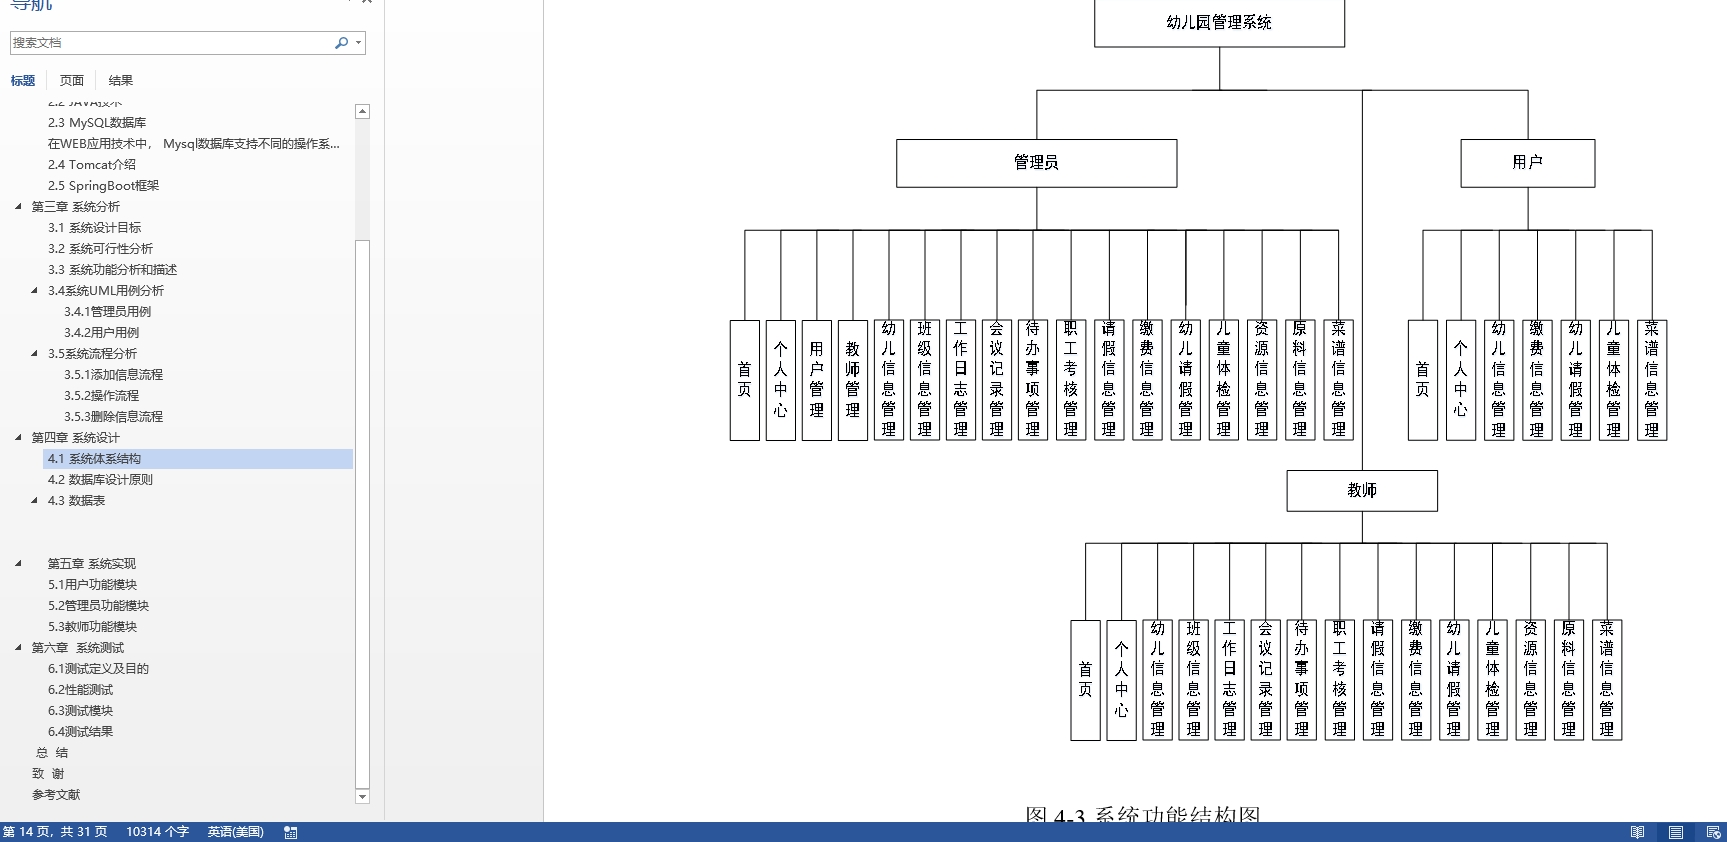 导航
搜索文档
标题 页面 结果
2.2 JAVA技术
2.3 MySQL数据库
在WEB应用技术中， Mysql数据库支持不同的操作系...
2.4 Tomcat介绍
2.5 SpringBoot框架
第三章 系统分析
3.1 系统设计目标
3.2 系统可行性分析
3.3 系统功能分析和描述
3.4系统UML用例分析
3.4.1管理员用例
3.4.2用户用例
3.5系统流程分析
3.5.1添加信息流程
3.5.2操作流程
3.5.3删除信息流程
第四章 系统设计
4.1 系统体系结构
4.2 数据库设计原则
4.3 数据表
第五章 系统实现
5.1用户功能模块
5.2管理员功能模块
5.3教师功能模块
第六章 系统测试
6.1测试定义及目的
6.2性能测试
6.3测试模块
6.4测试结果
总 结
致 谢
参考文献
幼儿园管理系统
管理员
用户
首页
个人中心
用户管理
教师管理
幼儿信息管理
班级信息管理
工作日志管理
会议记录管理
待办事项管理
职工考核管理
请假信息管理
缴费信息管理
幼儿请假管理
儿童体检管理
资源信息管理
原料信息管理
菜谱信息管理
首页
个人中心
幼儿信息管理
缴费信息管理
幼儿请假管理
儿童体检管理
菜谱信息管理
教师
首页
个人中心
幼儿信息管理
班级信息管理
工作日志管理
会议记录管理
待办事项管理
职工考核管理
请假信息管理
缴费信息管理
幼儿请假管理
儿童体检管理
资源信息管理
原料信息管理
菜谱信息管理
图 4-3 系统功能结构图
第 14 页，共 31 页 10314 个字 英语(美国)